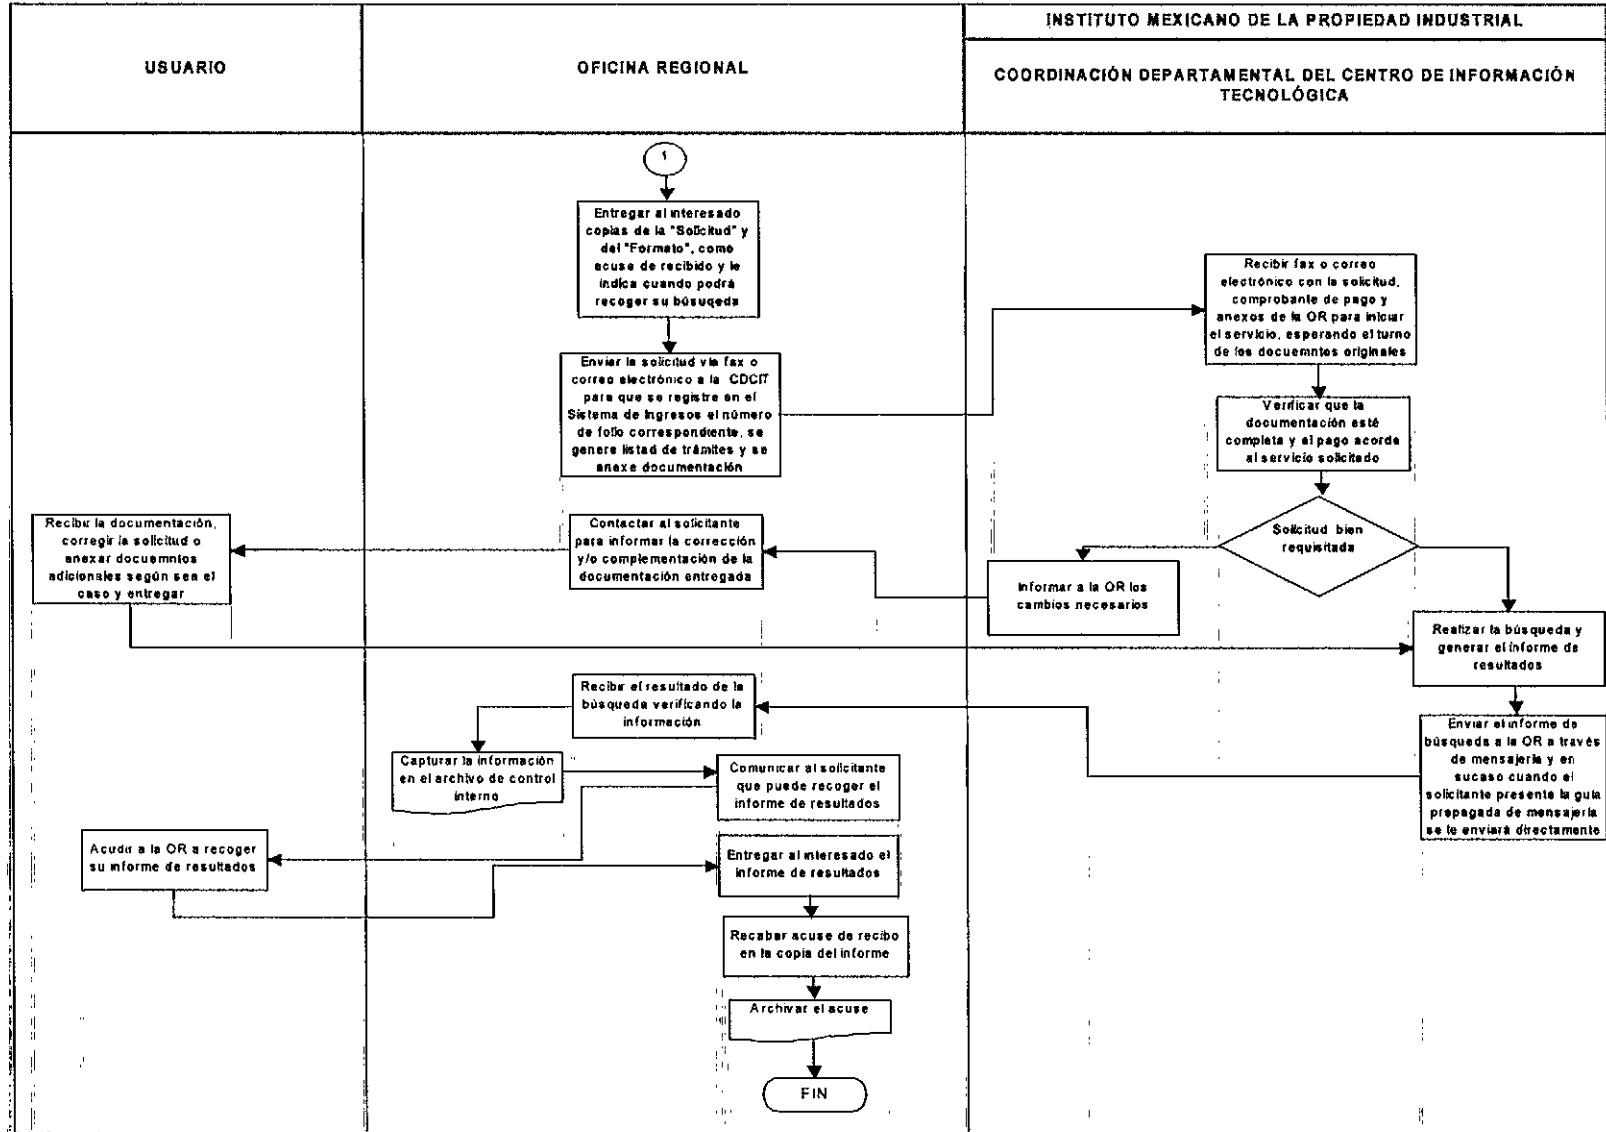 INSTITUTO MEXICANO DE LA PROPIEDAD INDUSTRIAL
USUARIO
OFICINA REGIONAL
COORDINACIÓN DEPARTAMENTAL DEL CENTRO DE INFORMACIÓN
TECNOLÓGICA
1
Entregar al interesado
copias de la "Solicitud" y
del "Formato", como
acuse de recibido y le
indica cuando podrá
recoger su búsuqeda
Recibir fax o correo
electrónico con la solicitud,
comprobante de pago y
anexos de la OR para iniciar
el servicio, esperando el turno
de los docuemntos originales
Enviar la solicitud vía fax o
correo electrónico a la CDCIT
para que se registre en el
Sistema de Ingresos el número
de folio correspondiente, se
genere listad de trámites y se
anexe documentación
Verificar que la
documentación esté
completa y el pago acorde
al servicio solicitado
Solicitud bien
requisitada
Recibir la documentación,
corregir la solicitud o
anexar docuemntos
adicionales según sea el
caso y entregar
Contactar al solicitante
para informar la corrección
y/o complementación de la
documentación entregada
Informar a la OR los
cambios necesarios
Realizar la búsqueda y
generar el informe de
resultados
Recibir el resultado de la
búsqueda verificando la
información
Enviar el informe de
búsqueda a la OR a través
de mensajería y en
sucaso cuando el
solicitante presente la guía
prepagada de mensajería
se le enviará directamente
Capturar la información
en el archivo de control
interno
Comunicar al solicitante
que puede recoger el
informe de resultados
Acudir a la OR a recoger
su informe de resultados
Entregar al interesado el
informe de resultados
Recabar acuse de recibo
en la copia del informe
Archivar el acuse
FIN